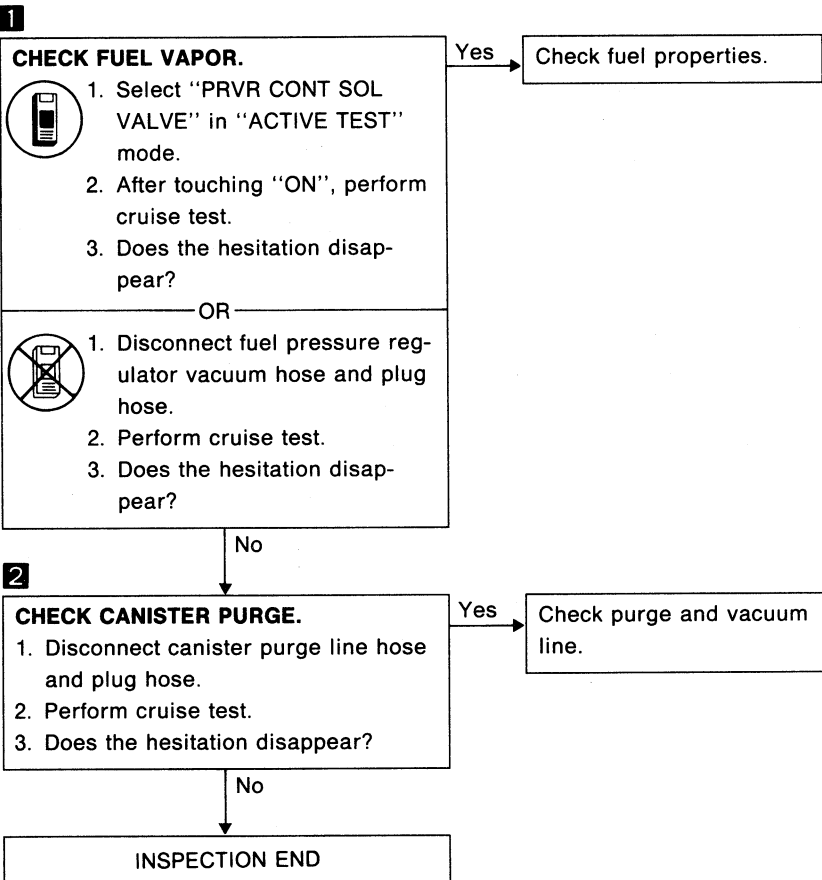 1
CHECK FUEL VAPOR.
1. Select “PRVR CONT SOL
VALVE” in “ACTIVE TEST”
mode.
2. After touching “ON”, perform
cruise test.
3. Does the hesitation disap-
pear?
Yes
Check fuel properties.
OR
1. Disconnect fuel pressure reg-
ulator vacuum hose and plug
hose.
2. Perform cruise test.
3. Does the hesitation disap-
pear?
No
2
CHECK CANISTER PURGE.
1. Disconnect canister purge line hose
and plug hose.
2. Perform cruise test.
3. Does the hesitation disappear?
Yes
Check purge and vacuum
line.
No
INSPECTION END